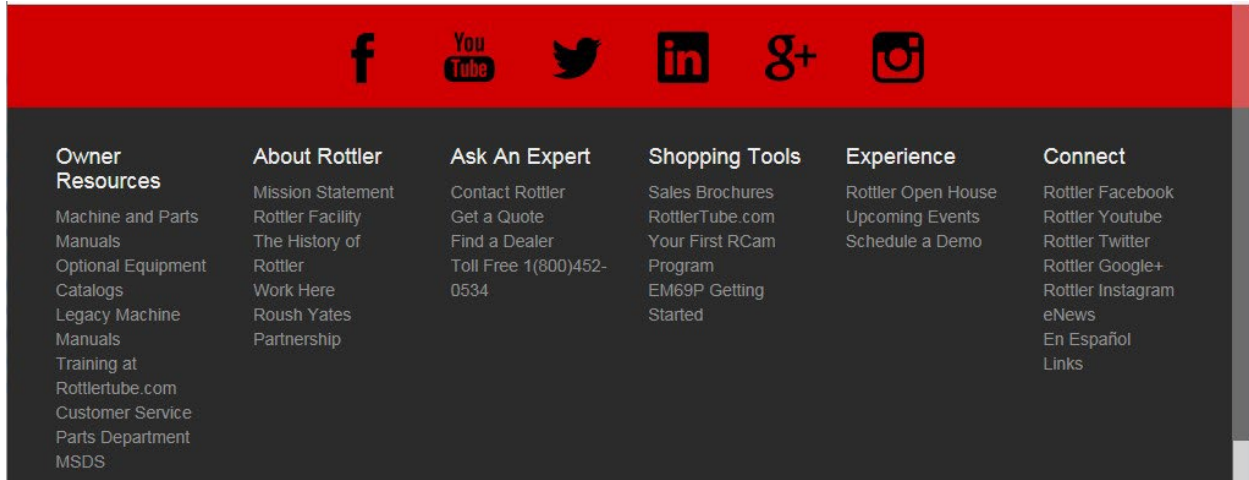 f
You
Tube
in
g+
Owner
Resources
Machine and Parts
Manuals
Optional Equipment
Catalogs
Legacy Machine
Manuals
Training at
Rottlertube.com
Customer Service
Parts Department
MSDS
About Rottler
Mission Statement
Rottler Facility
The History of
Rottler
Work Here
Roush Yates
Partnership
Ask An Expert
Contact Rottler
Get a Quote
Find a Dealer
Toll Free 1(800)452-
0534
Shopping Tools
Sales Brochures
RottlerTube.com
Your First RCam
Program
EM69P Getting
Started
Experience
Rottler Open House
Upcoming Events
Schedule a Demo
Connect
Rottler Facebook
Rottler Youtube
Rottler Twitter
Rottler Google+
Rottler Instagram
eNews
En Español
Links